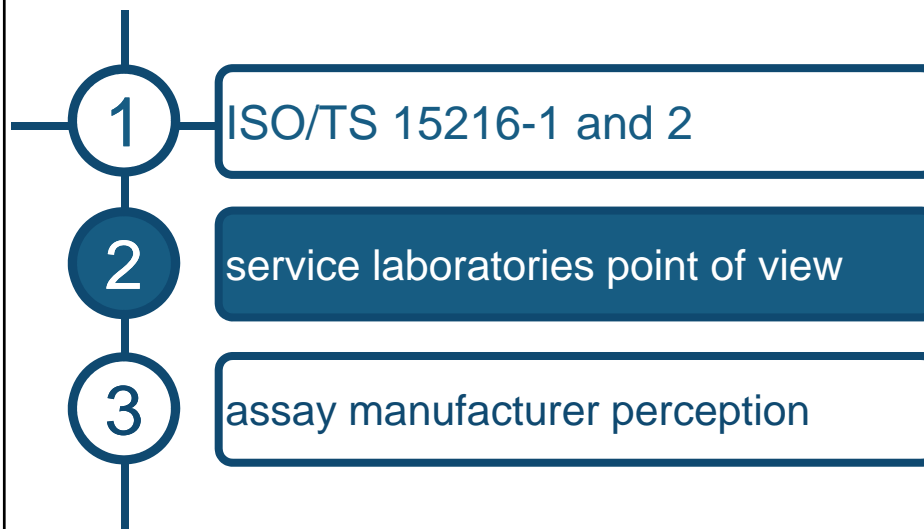 1 ISO/TS 15216-1 and 2
2 service laboratories point of view
3 assay manufacturer perception